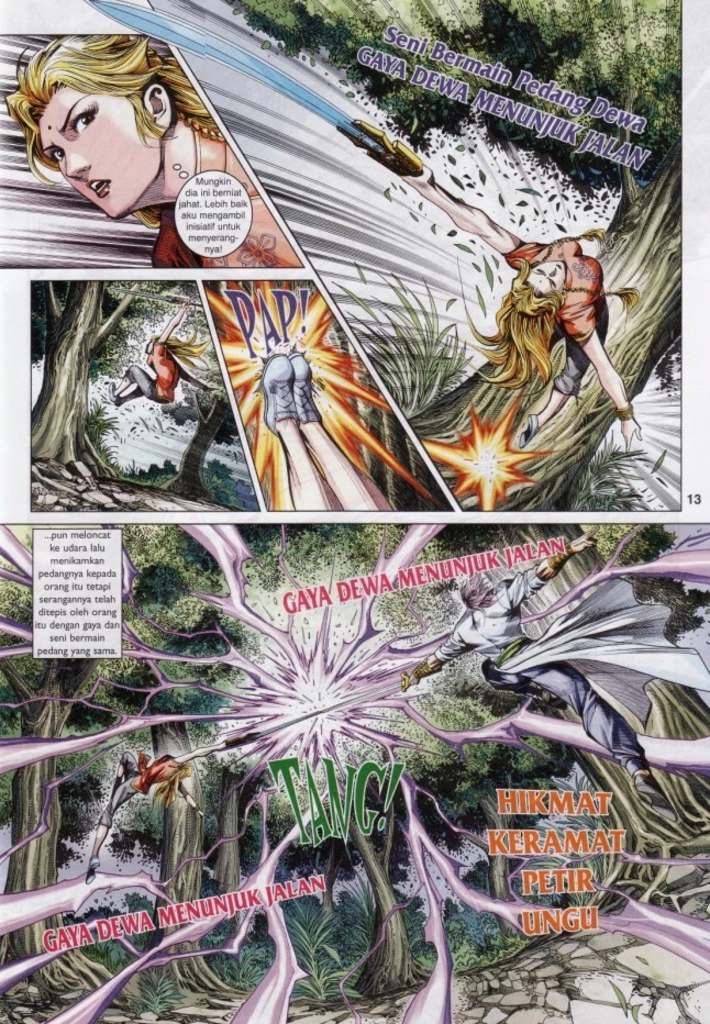 Seni Bermain Pedang Dewa
GAYA DEWA MENUNJUK JALAN
Mungkin
dia ini berniat
jahat. Lebih baik
aku mengambil
inisiatif untuk
menyerang-
nya!
PAP!
13
...pun meloncat
ke udara lalu
menikamkan
pedangnya kepada
orang itu tetapi
serangannya telah
ditepis oleh orang
itu dengan gaya dan
seni bermain
pedang yang sama.
GAYA DEWA MENUNJUK JALAN
TANG!
HIKMAT
KERAMAT
PETIR
UNGU
GAYA DEWA MENUNJUK JALAN